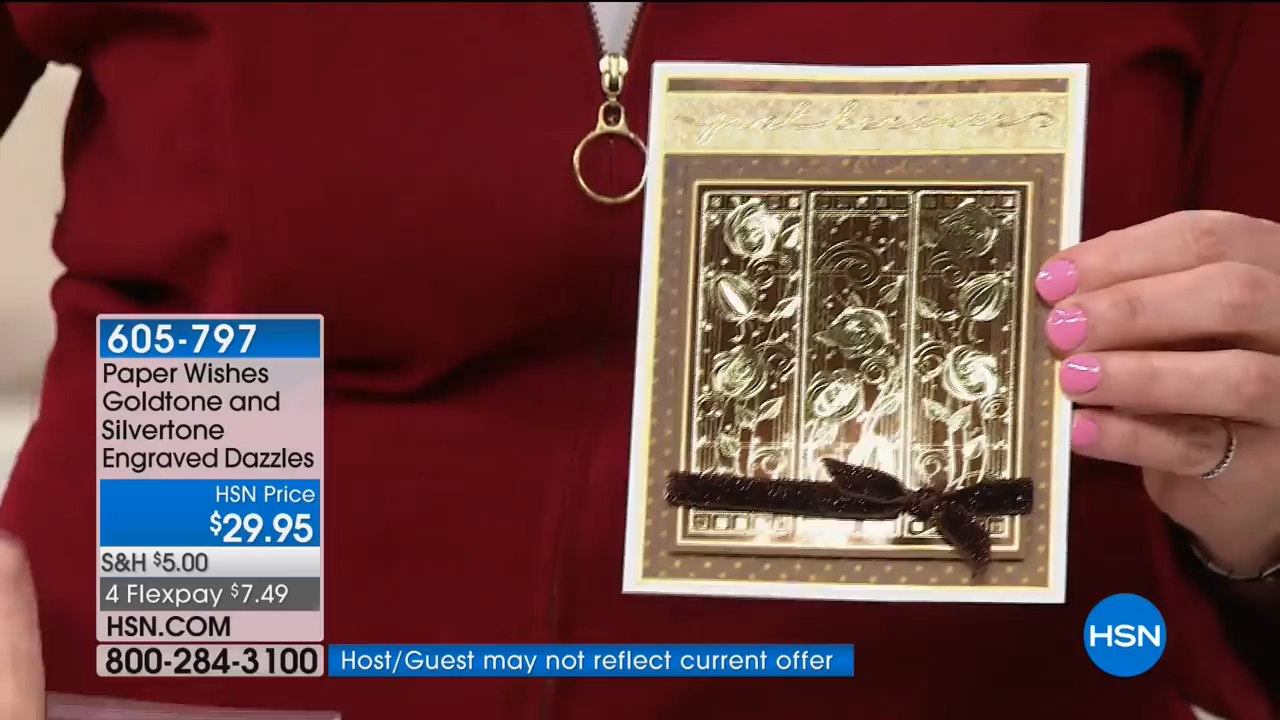 605-797
Paper Wishes
Goldtone and
Silvertone
Engraved Dazzles
HSN Price
$29.95
S&H $5.00
4 Flexpay $7.49
HSN.COM
800-284-3100
Host/Guest may not reflect current offer
HSN